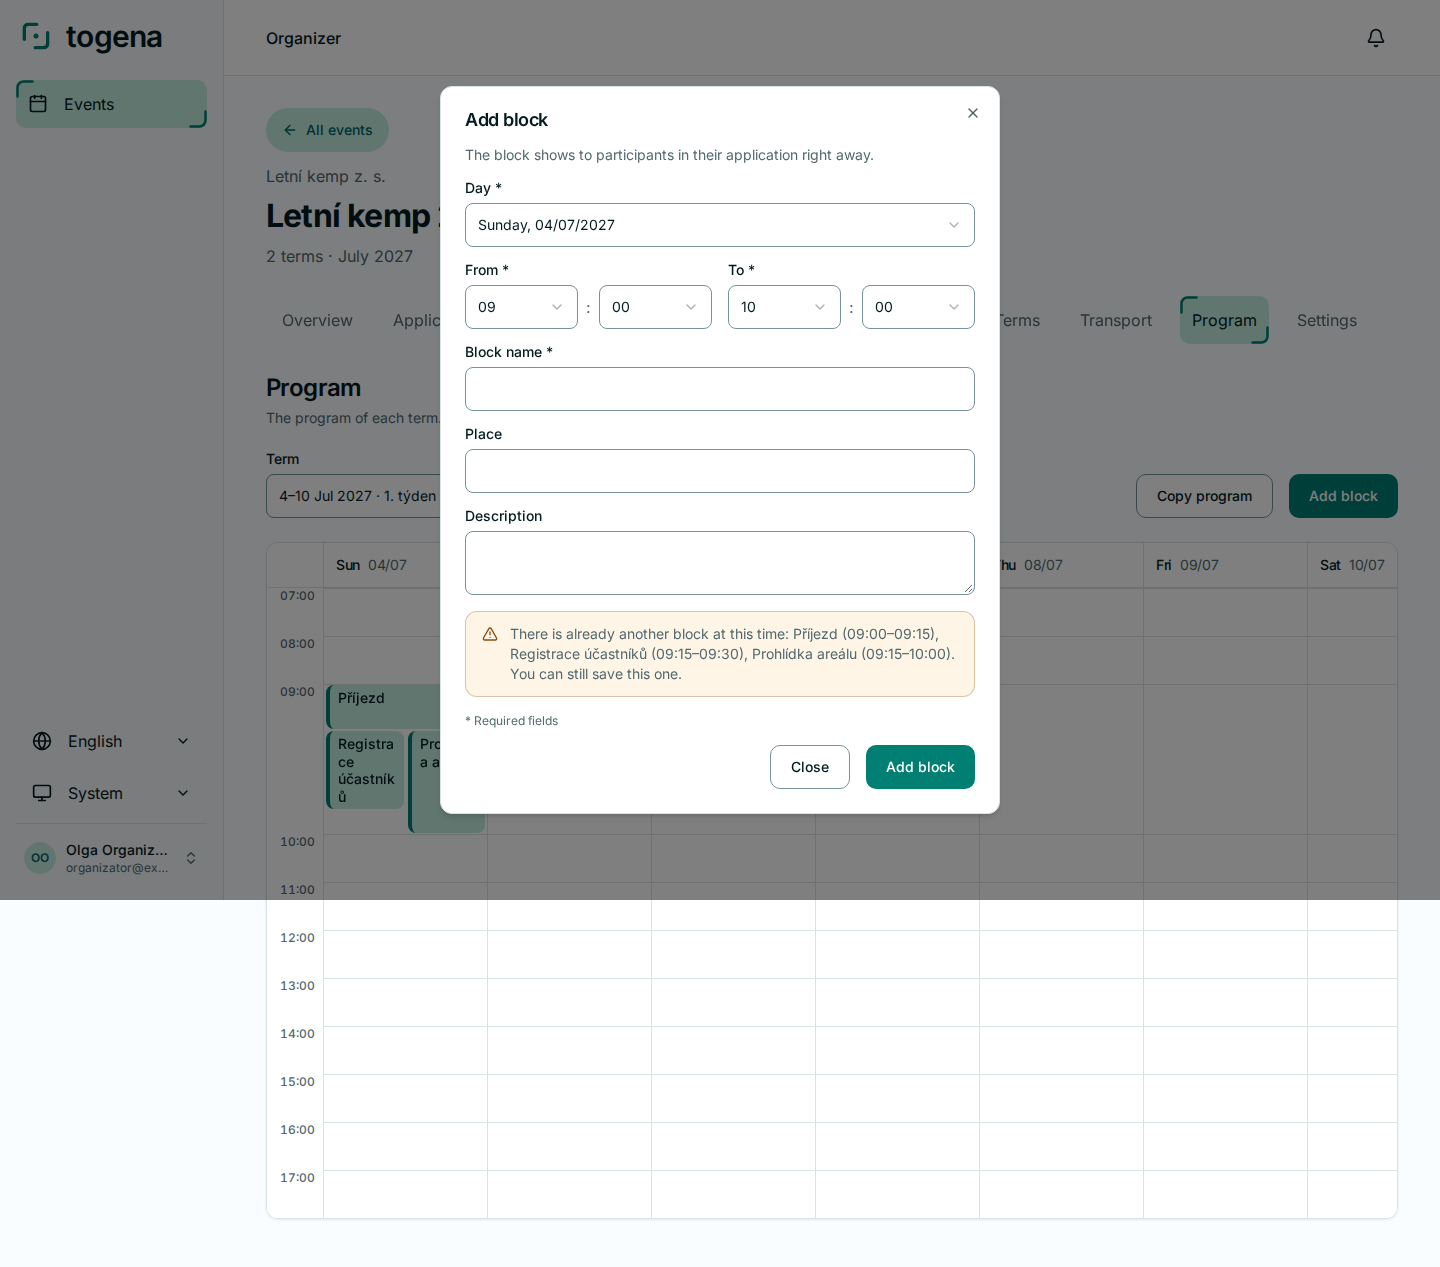 togena
Organizer
Events
All events
Letní kemp z. s.
Letní kemp
2 terms · July 2027
Overview
Terms
Transport
Program
Settings
Program
The program of each term.
Term
4–10 Jul 2027 · 1. týden
Copy program
Add block
Sun 04/07
Thu 08/07
Fri 09/07
Sat 10/07
07:00
08:00
09:00
10:00
11:00
12:00
13:00
14:00
15:00
16:00
17:00
Příjezd
Registra
ce
účastník
ů
English
System
OO
Olga Organiz...
organizator@ex...
Add block
The block shows to participants in their application right away.
Day *
Sunday, 04/07/2027
From *
To *
09 : 00
10 : 00
Block name *
Place
Description
There is already another block at this time: Příjezd (09:00–09:15),
Registrace účastníků (09:15–09:30), Prohlídka areálu (09:15–10:00).
You can still save this one.
* Required fields
Close
Add block